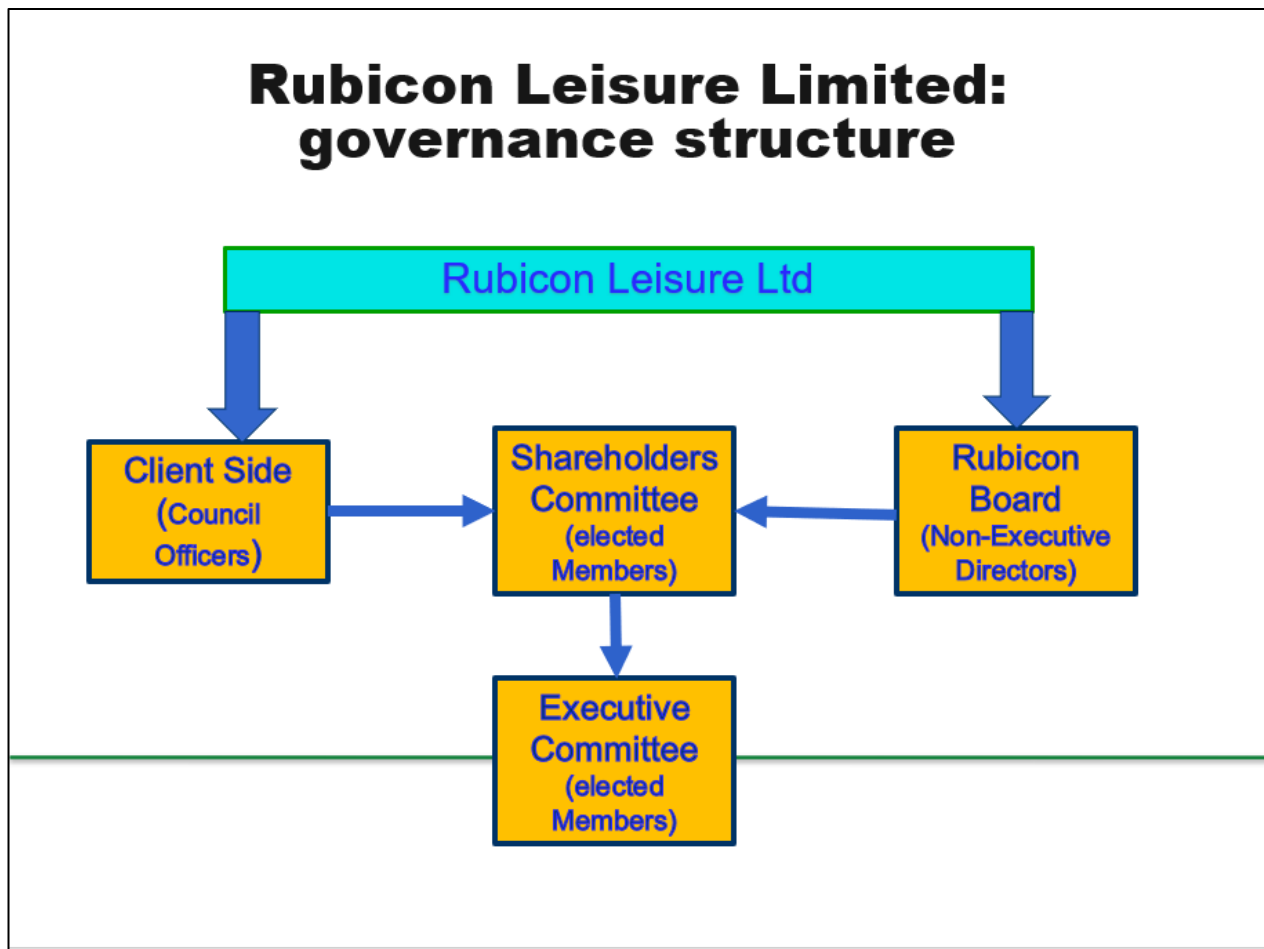 Rubicon Leisure Limited:
governance structure
Rubicon Leisure Ltd
Client Side
(Council
Officers)
Shareholders
Committee
(elected
Members)
Rubicon
Board
(Non-Executive
Directors)
Executive
Committee
(elected
Members)